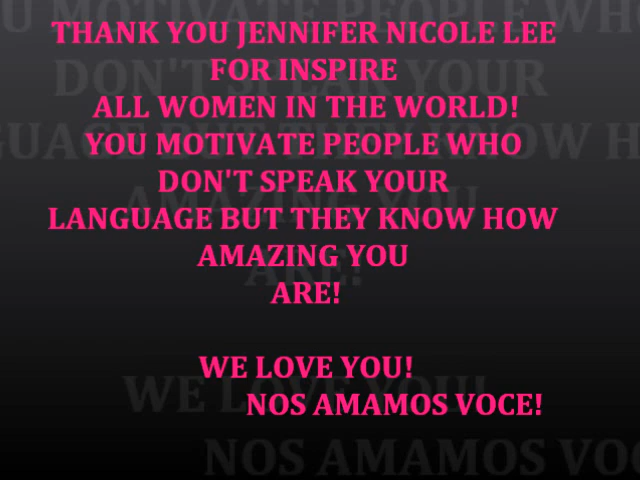 THANK YOU JENNIFER NICOLE LEE
FOR INSPIRE
ALL WOMEN IN THE WORLD!
YOU MOTIVATE PEOPLE WHO
DON'T SPEAK YOUR
LANGUAGE BUT THEY KNOW HOW
AMAZING YOU
ARE!
WE LOVE YOU!
NOS AMAMOS VOCE!